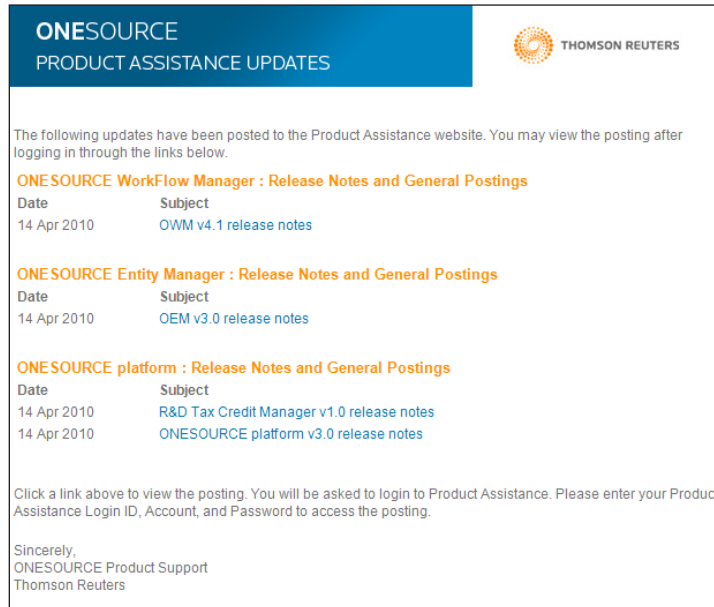 ONESOURCE
PRODUCT ASSISTANCE UPDATES
THOMSON REUTERS
The following updates have been posted to the Product Assistance website. You may view the posting after
logging in through the links below.
ONESOURCE WorkFlow Manager : Release Notes and General Postings
Date Subject
14 Apr 2010 OWM v4.1 release notes
ONESOURCE Entity Manager : Release Notes and General Postings
Date Subject
14 Apr 2010 OEM v3.0 release notes
ONESOURCE platform : Release Notes and General Postings
Date Subject
14 Apr 2010 R&D Tax Credit Manager v1.0 release notes
14 Apr 2010 ONESOURCE platform v3.0 release notes
Click a link above to view the posting. You will be asked to login to Product Assistance. Please enter your Produc
Assistance Login ID, Account, and Password to access the posting.
Sincerely,
ONESOURCE Product Support
Thomson Reuters